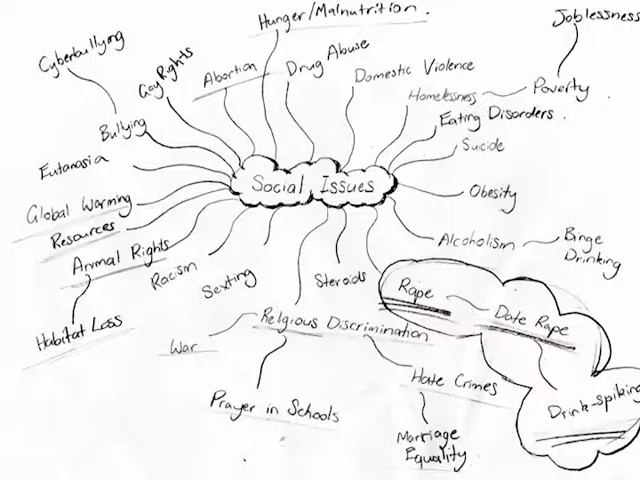 Hunger/Malnutrition.
Joblessness
Cyberbullying
Gay Rights
Abortion
Drug Abuse
Domestic Violence
Homelessness
Poverty
Bullying
Eating Disorders.
Suicide
Eutanasia
Social Issues
Obesity
Global Warming
Resources
Animal Rights
Alcoholism
Binge
Drinking
Racism
Sexting
Steroids
Rape
Date Rape
Habitat Loss
Relgious Discrimination
War
Hate Crimes
Prayer in Schools
Drink-Spiking
Marriage
Equality